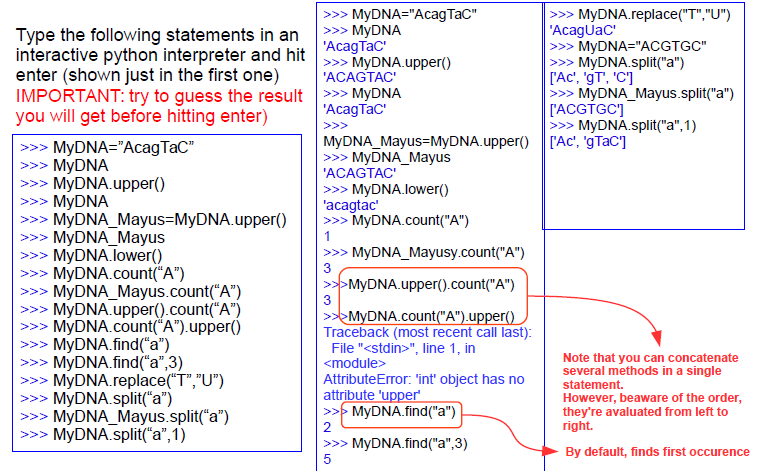 Type the following statements in an
interactive python interpreter and hit
enter (shown just in the first one)
IMPORTANT: try to guess the result
you will get before hitting enter)
>>> MyDNA=”AcagTaC”
>>> MyDNA
>>> MyDNA.upper()
>>> MyDNA
>>> MyDNA_Mayus=MyDNA.upper()
>>> MyDNA_Mayus
>>> MyDNA.lower()
>>> MyDNA.count(“A”)
>>> MyDNA_Mayus.count(“A”)
>>> MyDNA.upper().count(“A”)
>>> MyDNA.count(“A”).upper()
>>> MyDNA.find(“a”)
>>> MyDNA.find(“a”,3)
>>> MyDNA.replace(“T”,”U”)
>>> MyDNA.split(“a”)
>>> MyDNA_Mayus.split(“a”)
>>> MyDNA.split(“a”,1)
>>> MyDNA="AcagTaC"
>>> MyDNA
'AcagTaC'
>>> MyDNA.upper()
'ACAGTAC'
>>> MyDNA
'AcagTaC'
>>>
MyDNA_Mayus=MyDNA.upper()
>>> MyDNA_Mayus
'ACAGTAC'
>>> MyDNA.lower()
'acagtac'
>>> MyDNA.count("A")
1
>>> MyDNA_Mayusy.count("A")
3
>>>MyDNA.upper().count("A")
3
>>>MyDNA.count("A").upper()
Traceback (most recent call last):
File "<stdin>", line 1, in
<module>
AttributeError: 'int' object has no
attribute 'upper'
>>> MyDNA.find("a")
2
>>> MyDNA.find("a",3)
5
>>> MyDNA.replace("T","U")
'AcagUaC'
>>> MyDNA="ACGTGC"
>>> MyDNA.split("a")
['Ac', 'gT', 'C']
>>> MyDNA_Mayus.split("a")
['ACGTGC']
>>> MyDNA.split("a",1)
['Ac', 'gTaC']
Note that you can concatenate
several methods in a single
statement.
However, beaware of the order,
they're avaluated from left to
right.
By default, finds first occurence